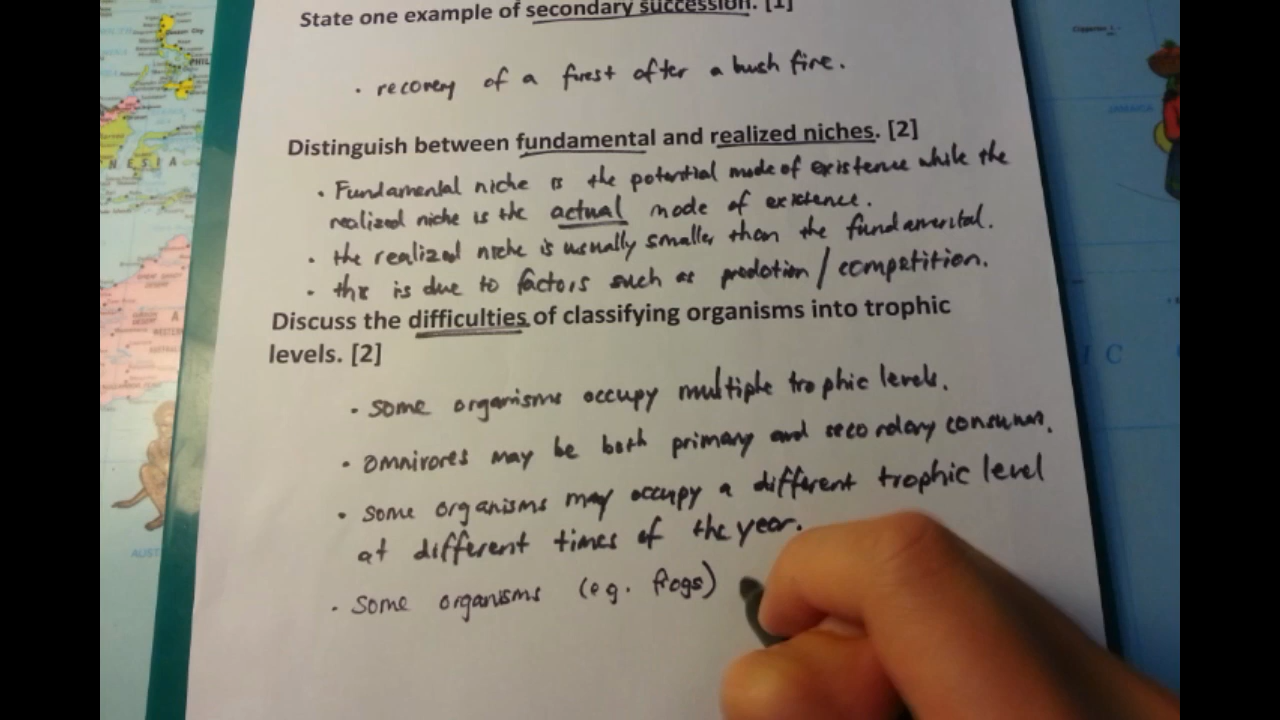 State one example of secondary succession. [1]
• recovery of a forest after a bush fire.
Distinguish between fundamental and realized niches. [2]
• Fundamental niche is the potential mode of existence while the
realized niche is the actual mode of existence.
• the realized niche is usually smaller than the fundamental.
• this is due to factors such as predation / competition.
Discuss the difficulties of classifying organisms into trophic
levels. [2]
• some organisms occupy multiple trophic levels.
• omnivores may be both primary and secondary consumers.
• some organisms may occupy a different trophic level
at different times of the year.
• Some organisms (eg. frogs)
PHIL
NESIA
JAMAICA
I C
AUST